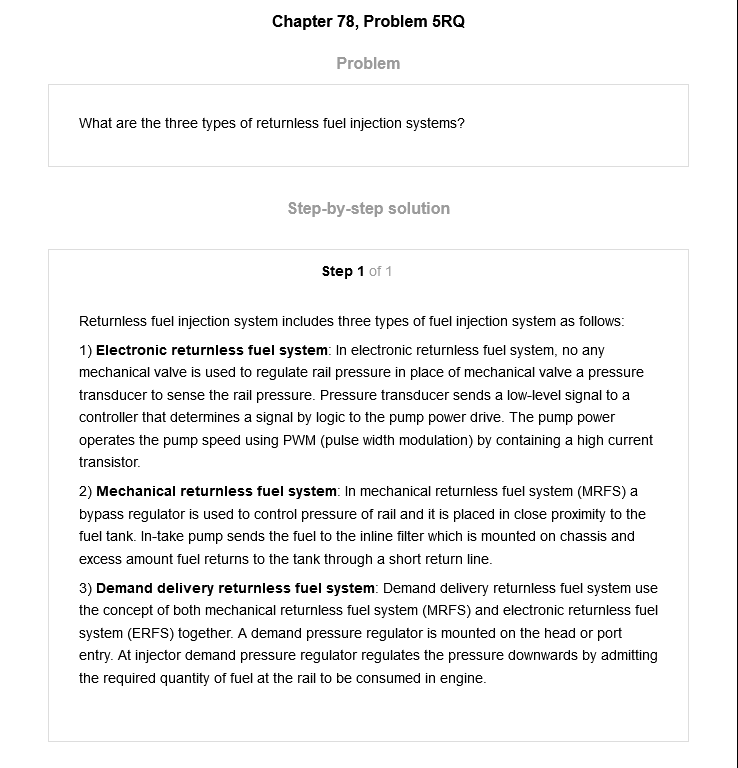 Chapter 78, Problem 5RQ
Problem
What are the three types of returnless fuel injection systems?
Step-by-step solution
Step 1 of 1
Returnless fuel injection system includes three types of fuel injection system as follows:
1) Electronic returnless fuel system: In electronic returnless fuel system, no any
mechanical valve is used to regulate rail pressure in place of mechanical valve a pressure
transducer to sense the rail pressure. Pressure transducer sends a low-level signal to a
controller that determines a signal by logic to the pump power drive. The pump power
operates the pump speed using PWM (pulse width modulation) by containing a high current
transistor.
2) Mechanical returnless fuel system: In mechanical returnless fuel system (MRFS) a
bypass regulator is used to control pressure of rail and it is placed in close proximity to the
fuel tank. In-take pump sends the fuel to the inline filter which is mounted on chassis and
excess amount fuel returns to the tank through a short return line.
3) Demand delivery returnless fuel system: Demand delivery returnless fuel system use
the concept of both mechanical returnless fuel system (MRFS) and electronic returnless fuel
system (ERFS) together. A demand pressure regulator is mounted on the head or port
entry. At injector demand pressure regulator regulates the pressure downwards by admitting
the required quantity of fuel at the rail to be consumed in engine.